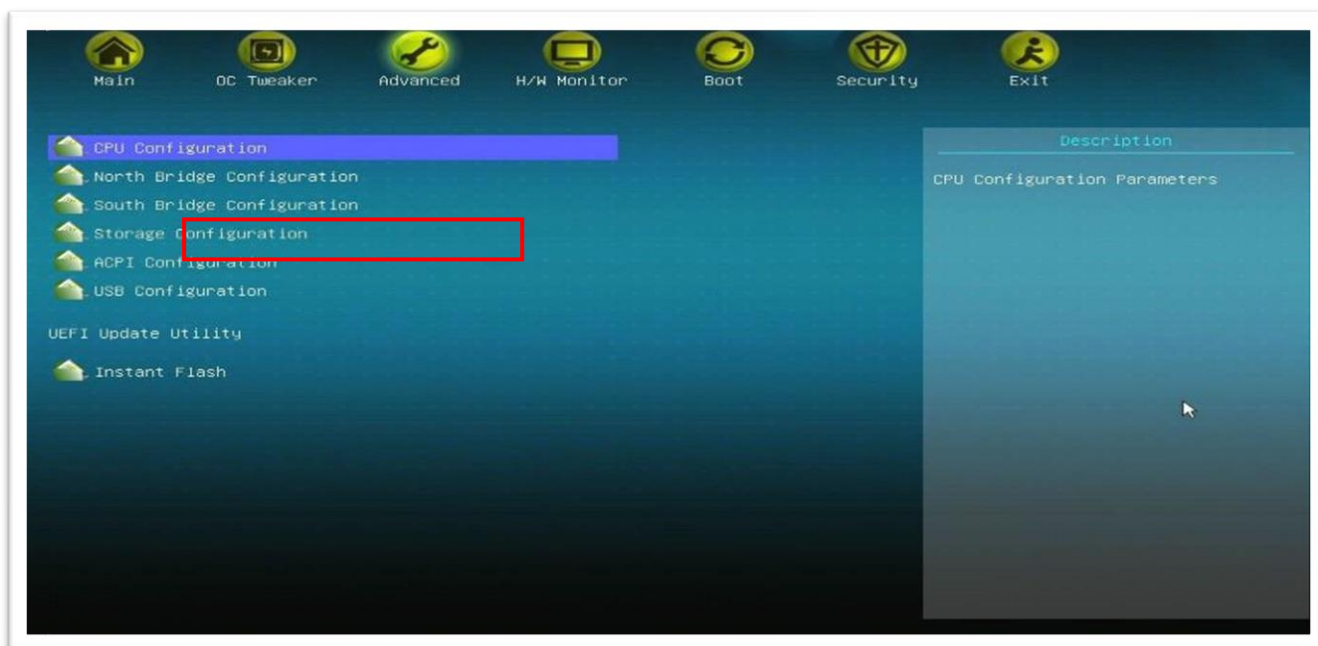 Main OC Tweaker Advanced H/W Monitor Boot Security Exit
CPU Configuration
North Bridge Configuration
South Bridge Configuration
Storage Configuration
ACPI Configuration
USB Configuration
UEFI Update Utility
Instant Flash
Description
CPU Configuration Parameters